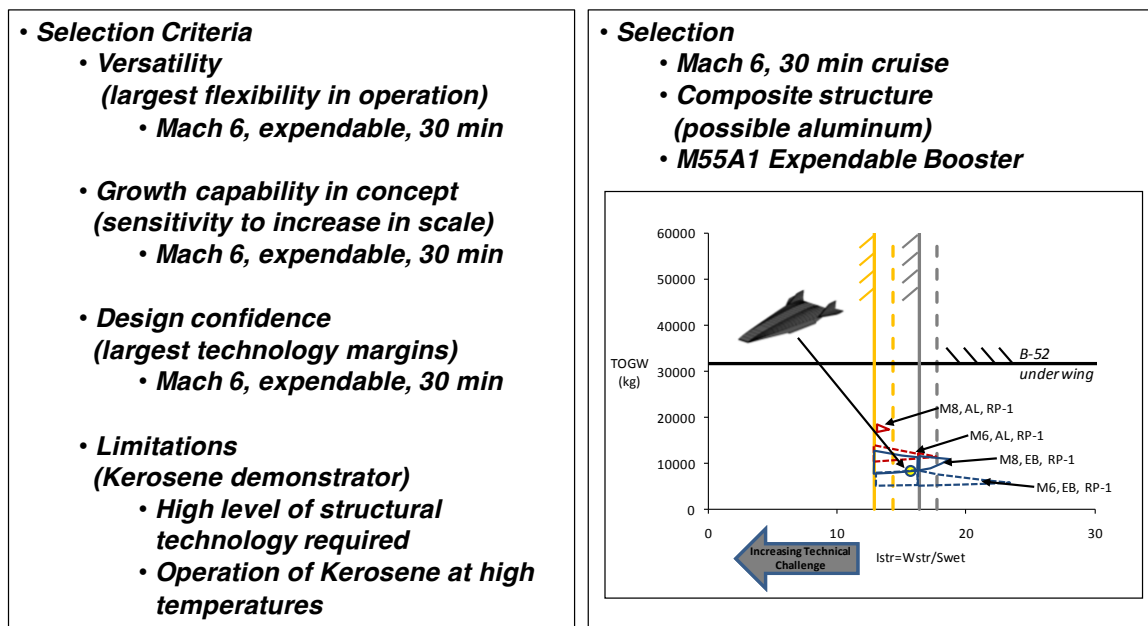 • Selection Criteria
• Versatility
(largest flexibility in operation)
• Mach 6, expendable, 30 min
• Growth capability in concept
(sensitivity to increase in scale)
• Mach 6, expendable, 30 min
• Design confidence
(largest technology margins)
• Mach 6, expendable, 30 min
• Limitations
(Kerosene demonstrator)
• High level of structural
technology required
• Operation of Kerosene at high
temperatures
• Selection
• Mach 6, 30 min cruise
• Composite structure
(possible aluminum)
• M55A1 Expendable Booster
60000
50000
40000
TOGW
(kg)
30000
20000
10000
0
B-52
under wing
M8, AL, RP-1
M6, AL, RP-1
M8, EB, RP-1
M6, EB, RP-1
0 10 20 30
Increasing Technical
Challenge
Istr=Wstr/Swet